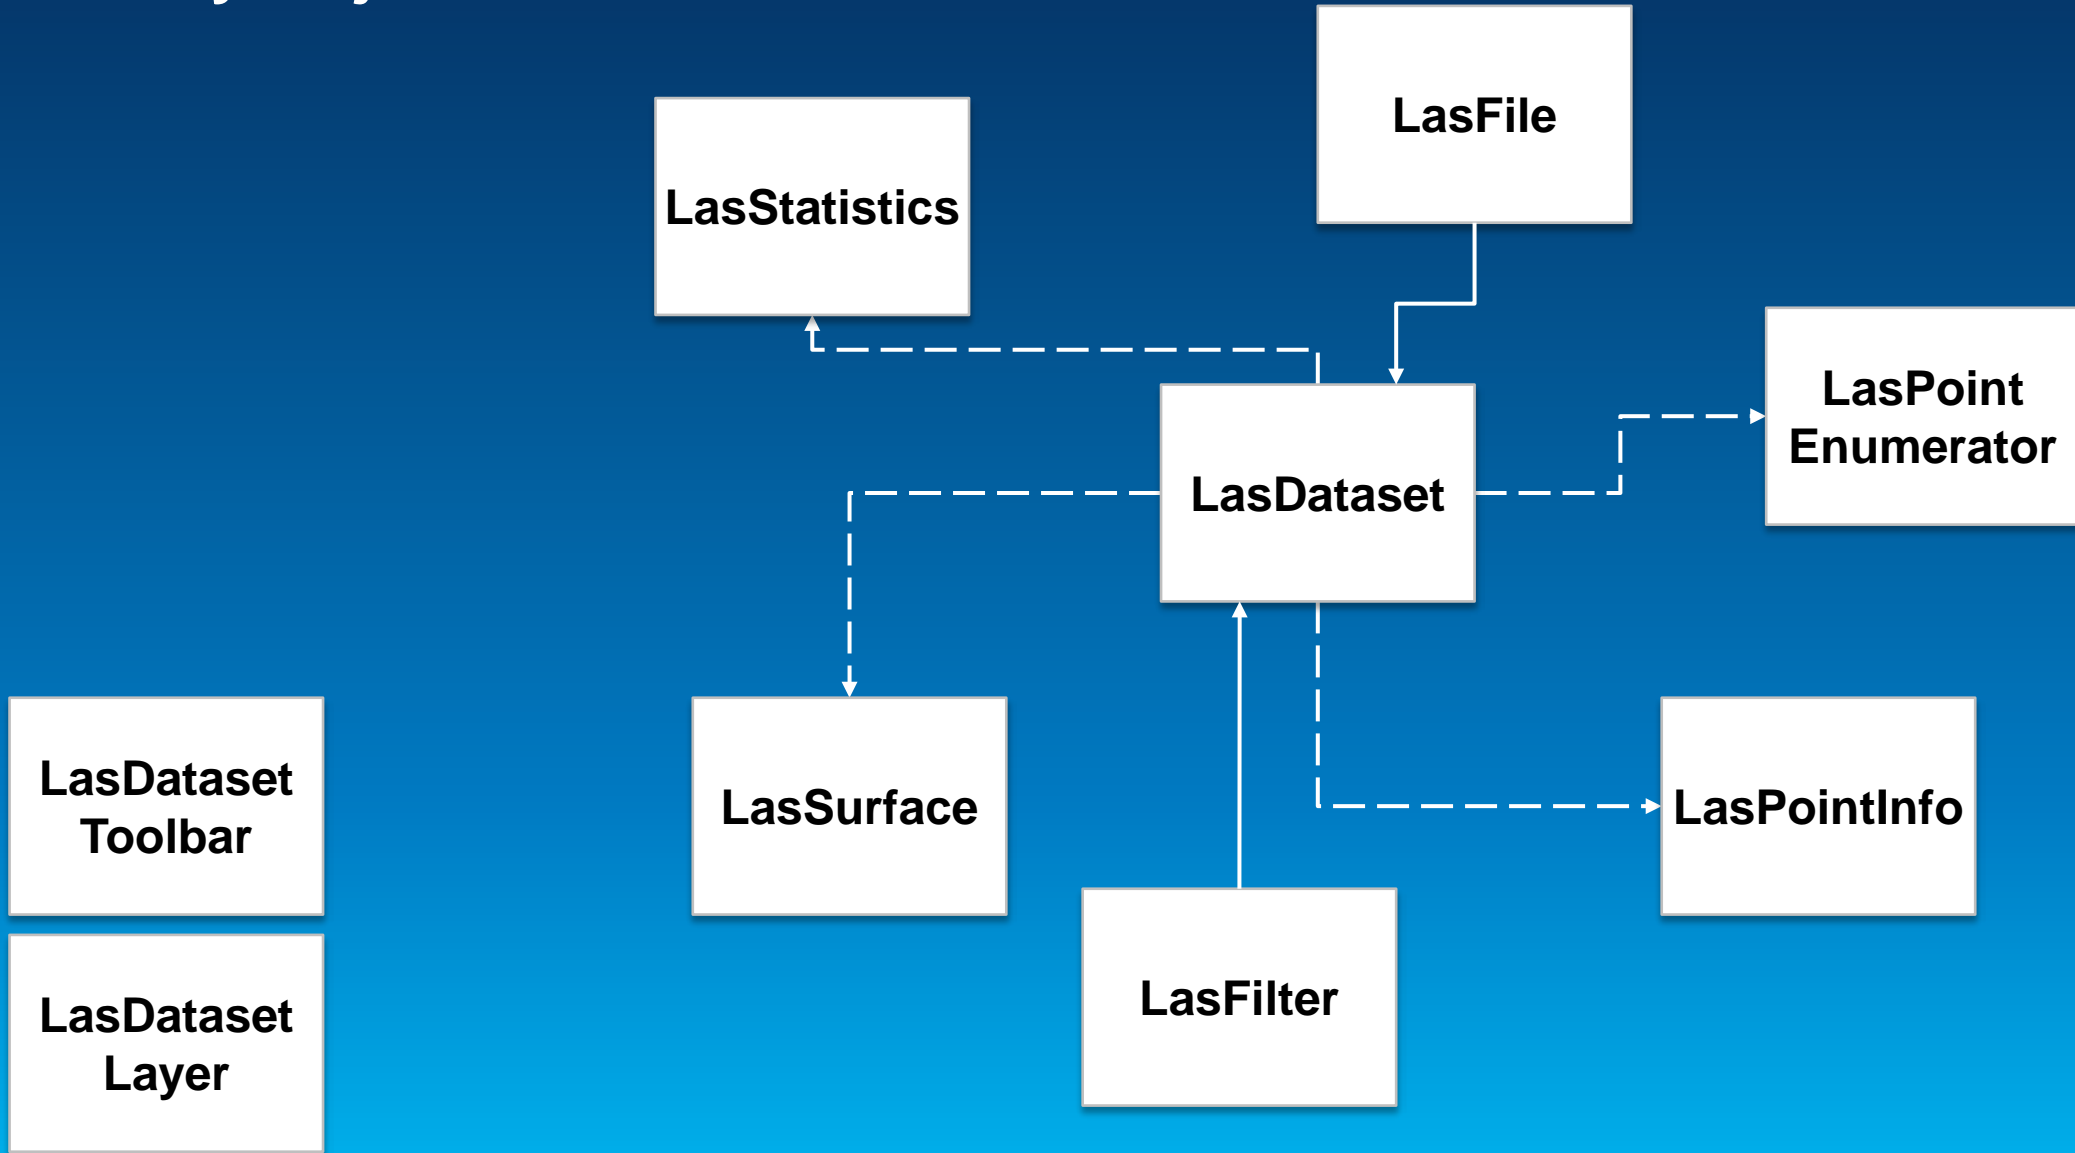 LasFile
LasStatistics
LasPoint
Enumerator
LasDataset
LasDataset
Toolbar
LasSurface
LasPointInfo
LasFilter
LasDataset
Layer